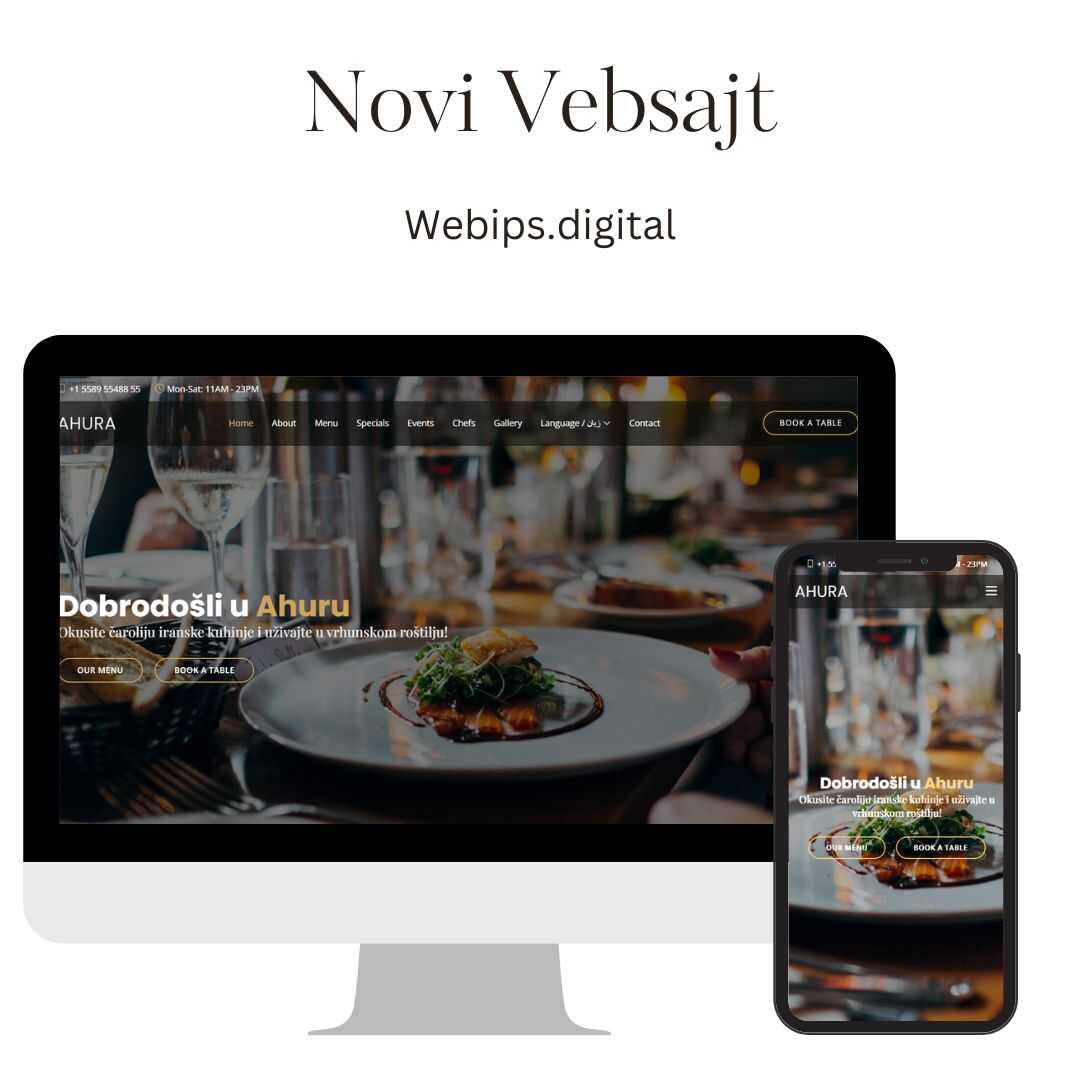 Novi Vebsajt
Webips.digital
+1 5589 55488 55 Mon-Sat: 11AM - 23PM
AHURA Home About Menu Specials Events Chefs Gallery Language / زبان Contact BOOK A TABLE
Dobrodošli u Ahuru
Okusite čaroliju iranske kuhinje i uživajte u vrhunskom roštilju!
OUR MENU BOOK A TABLE
+1 55 - 23PM
AHURA
Dobrodošli u Ahuru
Okusite čaroliju iranske kuhinje i uživajte u
vrhunskom roštilju!
OUR MENU BOOK A TABLE